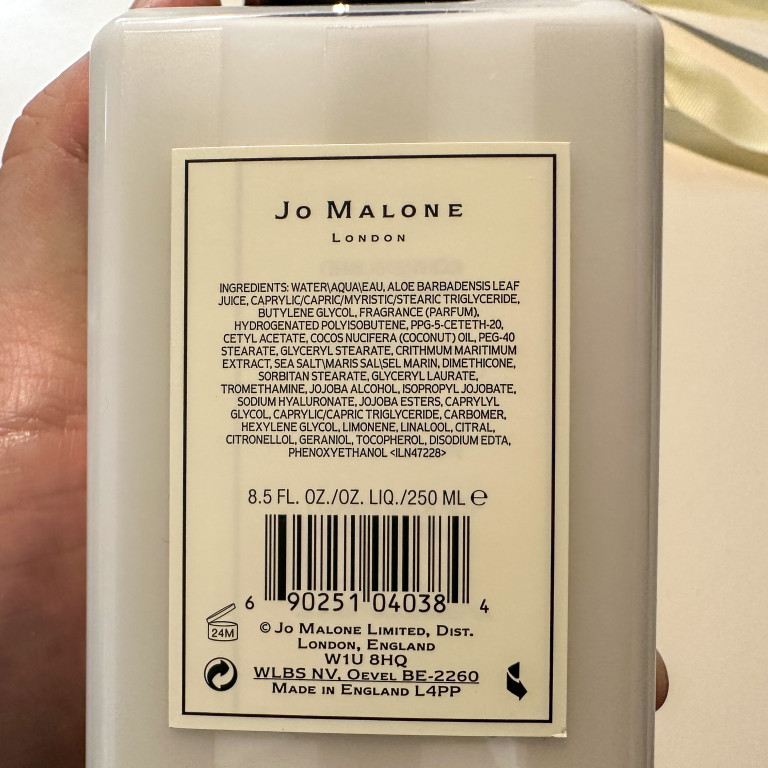 Jo Malone
London
INGREDIENTS: WATER\AQUA\EAU, ALOE BARBADENSIS LEAF
JUICE, CAPRYLIC/CAPRIC/MYRISTIC/STEARIC TRIGLYCERIDE,
BUTYLENE GLYCOL, FRAGRANCE (PARFUM),
HYDROGENATED POLYISOBUTENE, PPG-5-CETETH-20,
CETYL ACETATE, COCOS NUCIFERA (COCONUT) OIL, PEG-40
STEARATE, GLYCERYL STEARATE, CRITHMUM MARITIMUM
EXTRACT, SEA SALT\MARIS SAL\SEL MARIN, DIMETHICONE,
SORBITAN STEARATE, GLYCERYL LAURATE,
TROMETHAMINE, JOJOBA ALCOHOL, ISOPROPYL JOJOBATE,
SODIUM HYALURONATE, JOJOBA ESTERS, CAPRYLYL
GLYCOL, CAPRYLIC/CAPRIC TRIGLYCERIDE, CARBOMER,
HEXYLENE GLYCOL, LIMONENE, LINALOOL, CITRAL,
CITRONELLOL, GERANIOL, TOCOPHEROL, DISODIUM EDTA,
PHENOXYETHANOL <ILN47228>
8.5 FL. OZ./OZ. LIQ./250 ML ℮
6 90251 04038 4
24M
© Jo Malone Limited, Dist.
London, England
W1U 8HQ
WLBS NV, Oevel BE-2260
Made in England L4PP